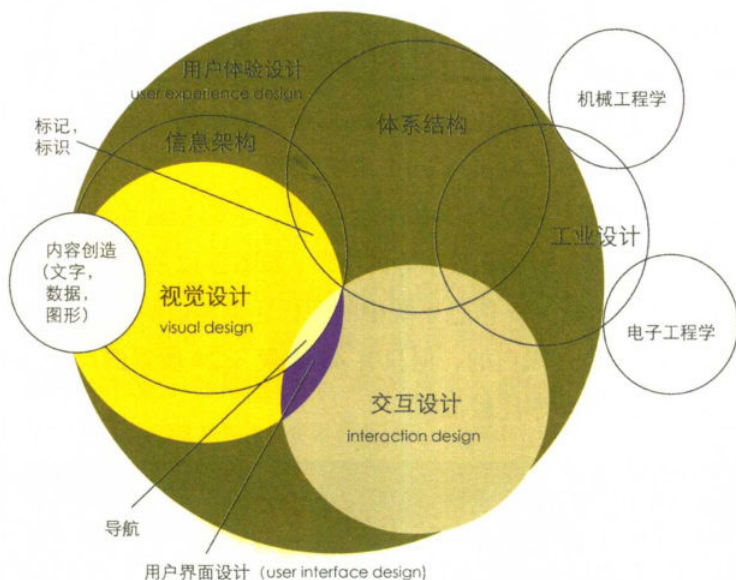 用户体验设计
user experience design
标记，
标识
信息架构
体系结构
机械工程学
工业设计
内容创造
（文字，
数据，
图形）
视觉设计
visual design
电子工程学
交互设计
interaction design
导航
用户界面设计（user interface design）